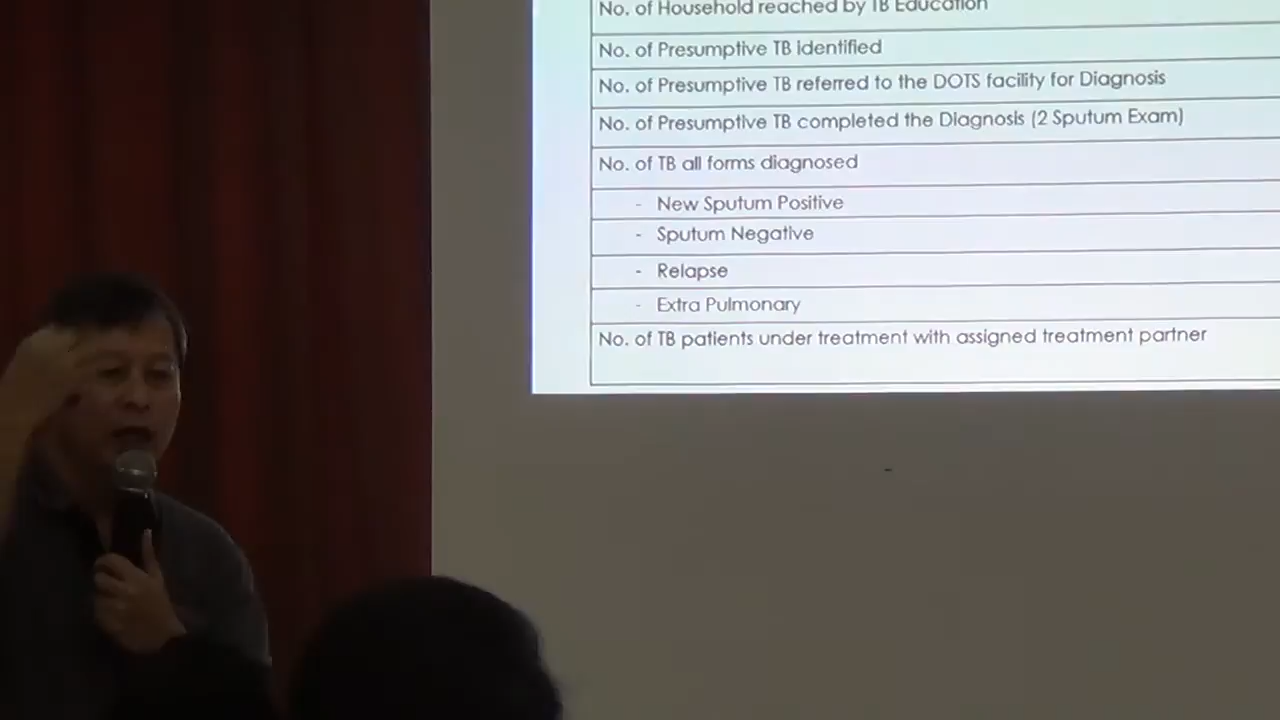 No. of Household reached by TB Education
No. of Presumptive TB identified
No. of Presumptive TB referred to the DOTS facility for Diagnosis
No. of Presumptive TB completed the Diagnosis (2 Sputum Exam)
No. of TB all forms diagnosed
- New Sputum Positive
- Sputum Negative
- Relapse
- Extra Pulmonary
No. of TB patients under treatment with assigned treatment partner